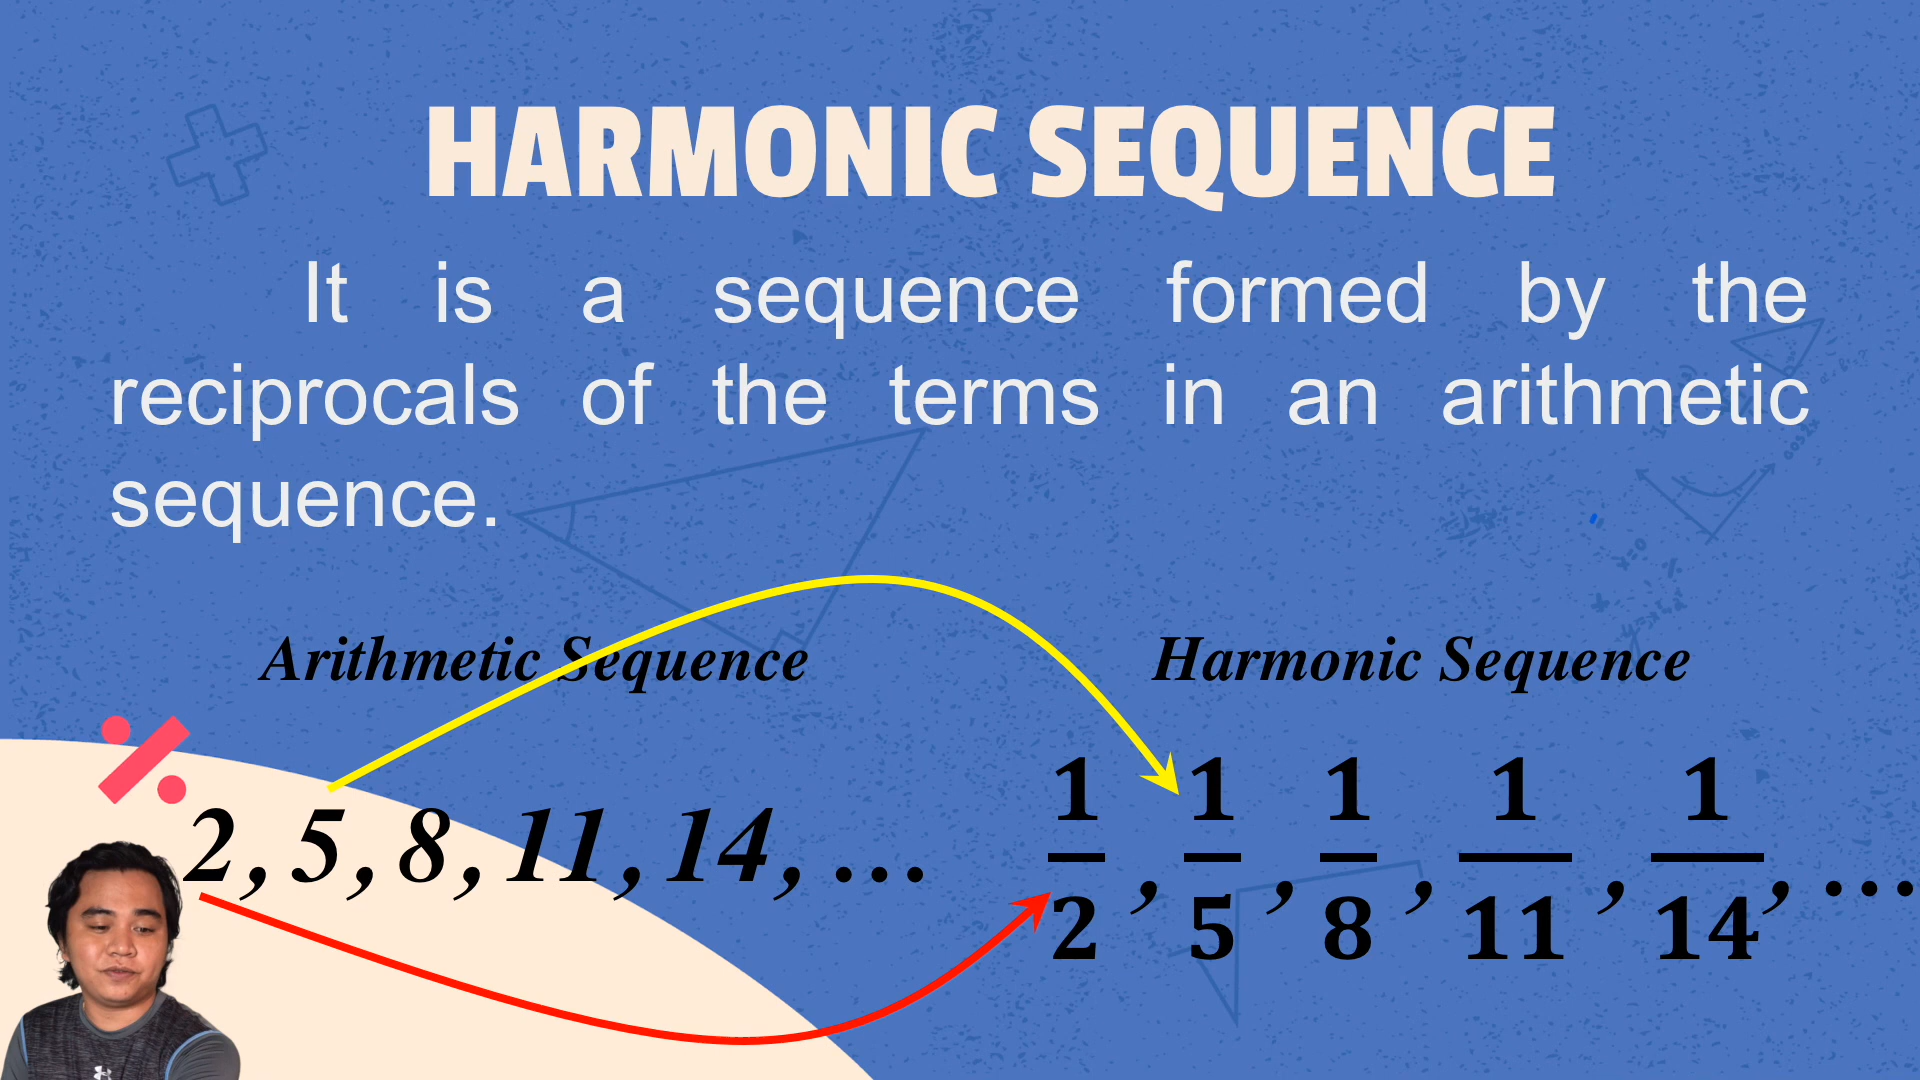 HARMONIC SEQUENCE
It is a sequence formed by the
reciprocals of the terms in an arithmetic
sequence.
Arithmetic Sequence
Harmonic Sequence
2, 5, 8, 11, 14, ...
1/2, 1/5, 1/8, 1/11, 1/14, ...